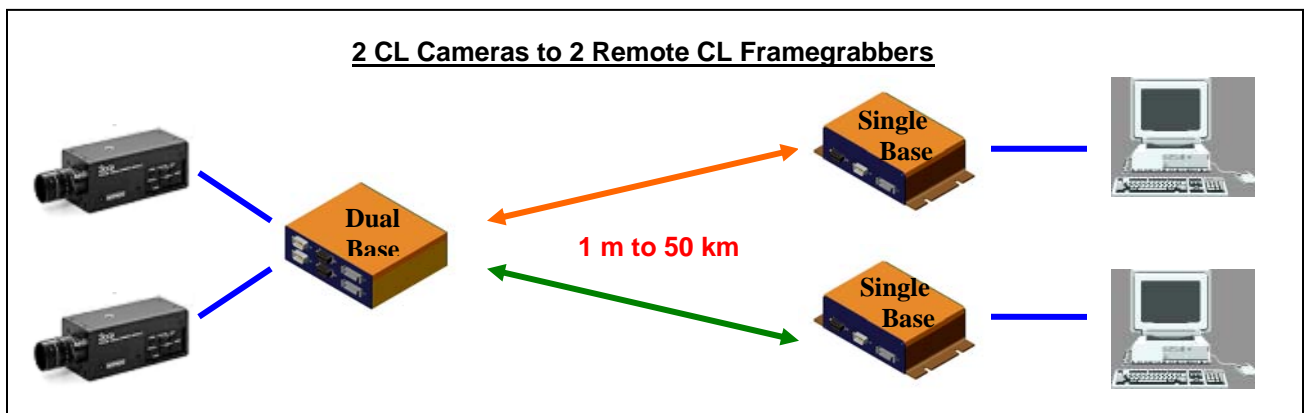 2 CL Cameras to 2 Remote CL Framegrabbers
Single
Base
Dual
Base
1 m to 50 km
Single
Base